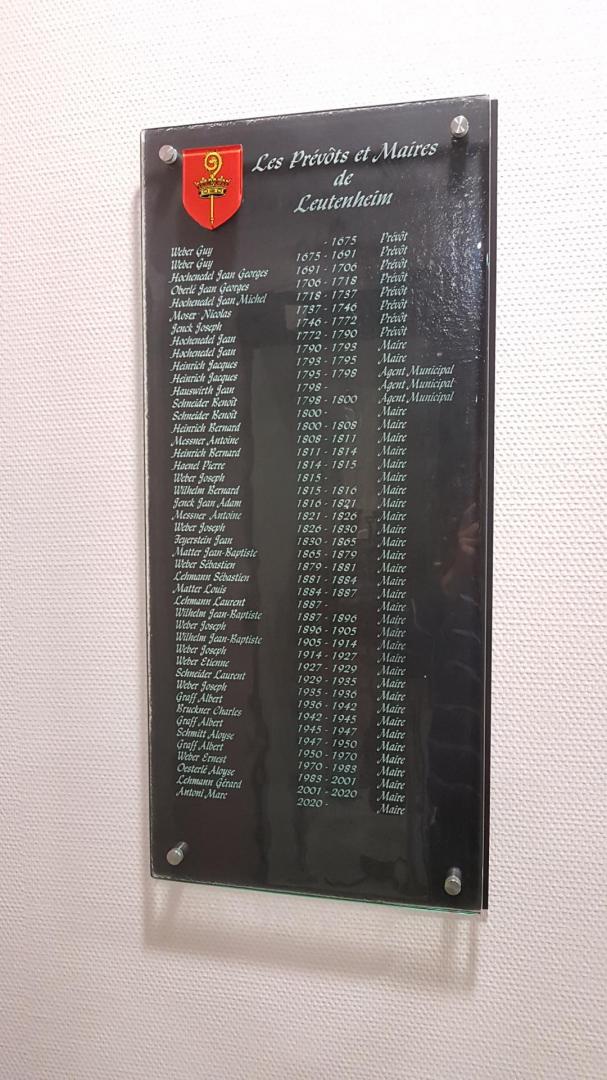 Les Prévôts et Maires
de
Leutenheim
Weber Guy - 1675 Prévôt
Weber Guy 1675 - 1691 Prévôt
Hochenedel Jean Georges 1691 - 1706 Prévôt
Oberlé Jean Georges 1706 - 1718 Prévôt
Hochenedel Jean Michel 1718 - 1737 Prévôt
Moser Nicolas 1737 - 1746 Prévôt
Jenck Joseph 1746 - 1772 Prévôt
Hochenedel Jean 1772 - 1790 Prévôt
Hochenedel Jean 1790 - 1793 Maire
Heinrich Jacques 1793 - 1795 Maire
Heinrich Jacques 1795 - 1798 Agent Municipal
Hauswirth Jean 1798 - Agent Municipal
Schneider Benoît 1798 - 1800 Agent Municipal
Schneider Benoît 1800 - Maire
Heinrich Bernard 1800 - 1808 Maire
Messner Antoine 1808 - 1811 Maire
Heinrich Bernard 1811 - 1814 Maire
Haenel Pierre 1814 - 1815 Maire
Weber Joseph 1815 - Maire
Wilhelm Bernard 1815 - 1816 Maire
Jenck Jean Adam 1816 - 1821 Maire
Messner Antoine 1821 - 1826 Maire
Weber Joseph 1826 - 1830 Maire
Feyerstein Jean 1830 - 1865 Maire
Matter Jean-Baptiste 1865 - 1879 Maire
Weber Sébastien 1879 - 1881 Maire
Lehmann Sébastien 1881 - 1884 Maire
Matter Louis 1884 - 1887 Maire
Lehmann Laurent 1887 - Maire
Wilhelm Jean-Baptiste 1887 - 1896 Maire
Weber Joseph 1896 - 1905 Maire
Wilhelm Jean-Baptiste 1905 - 1914 Maire
Weber Joseph 1914 - 1927 Maire
Weber Etienne 1927 - 1929 Maire
Schneider Laurent 1929 - 1935 Maire
Weber Joseph 1935 - 1936 Maire
Graff Albert 1936 - 1942 Maire
Bruckner Charles 1942 - 1945 Maire
Graff Albert 1945 - 1947 Maire
Schmitt Aloyse 1947 - 1950 Maire
Graff Albert 1950 - 1970 Maire
Weber Ernest 1970 - 1983 Maire
Oesterlé Aloyse 1983 - 2001 Maire
Lehmann Gérard 2001 - 2020 Maire
Antoni Marc 2020 - Maire